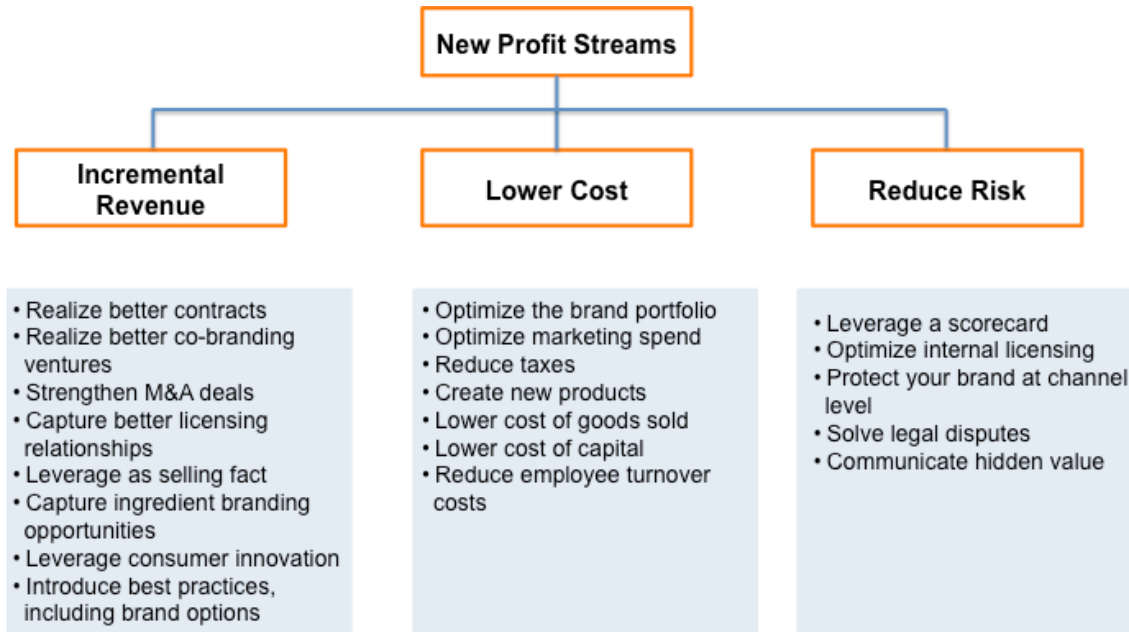 New Profit Streams
Incremental
Revenue
Lower Cost
Reduce Risk
• Realize better contracts
• Realize better co-branding
ventures
• Strengthen M&A deals
• Capture better licensing
relationships
• Leverage as selling fact
• Capture ingredient branding
opportunities
• Leverage consumer innovation
• Introduce best practices,
including brand options
• Optimize the brand portfolio
• Optimize marketing spend
• Reduce taxes
• Create new products
• Lower cost of goods sold
• Lower cost of capital
• Reduce employee turnover
costs
• Leverage a scorecard
• Optimize internal licensing
• Protect your brand at channel
level
• Solve legal disputes
• Communicate hidden value